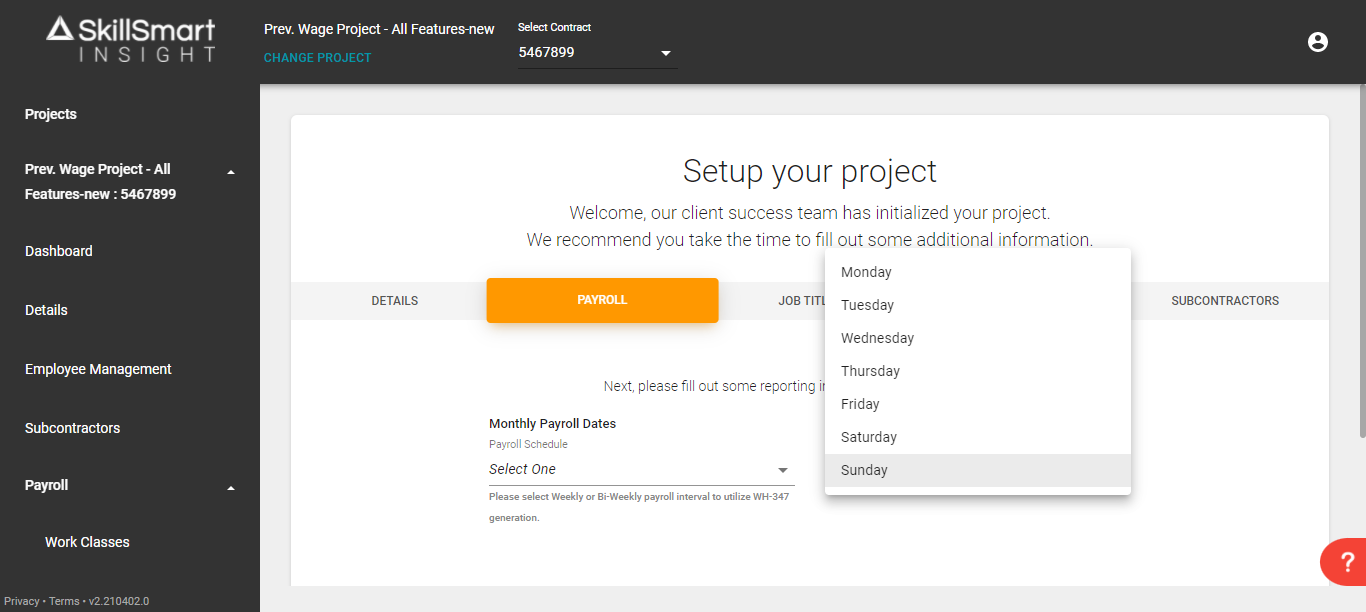 SkillSmart
INSIGHT
Prev. Wage Project - All Features-new
CHANGE PROJECT
Select Contract
5467899
Projects
Prev. Wage Project - All
Features-new : 5467899
Dashboard
Details
Employee Management
Subcontractors
Payroll
Work Classes
Privacy • Terms • v2.210402.0
Setup your project
Welcome, our client success team has initialized your project.
We recommend you take the time to fill out some additional information.
DETAILS
PAYROLL
JOB TITL
SUBCONTRACTORS
Next, please fill out some reporting in
Monthly Payroll Dates
Payroll Schedule
Select One
Please select Weekly or Bi-Weekly payroll interval to utilize WH-347
generation.
Monday
Tuesday
Wednesday
Thursday
Friday
Saturday
Sunday
?